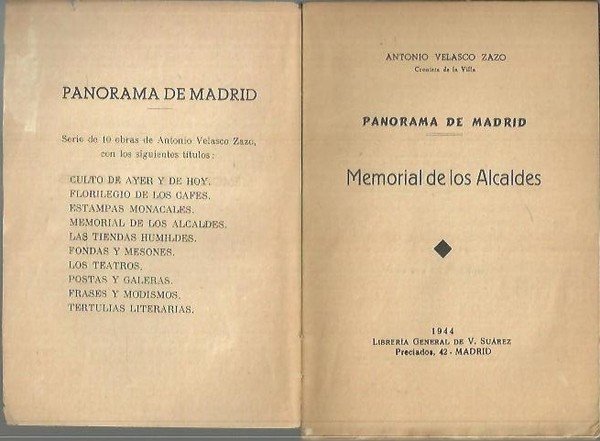 PANORAMA DE MADRID
Serie de 10 obras de Antonio Velasco Zazo,
con los siguientes títulos:
CULTO DE AYER Y DE HOY.
FLORILEGIO DE LOS CAFES.
ESTAMPAS MONACALES.
MEMORIAL DE LOS ALCALDES.
LAS TIENDAS HUMILDES.
FONDAS Y MESONES.
LOS TEATROS.
POSTAS Y GALERAS.
FRASES Y MODISMOS.
TERTULIAS LITERARIAS.
ANTONIO VELASCO ZAZO
Cronista de la Villa
PANORAMA DE MADRID
Memorial de los Alcaldes
1944
LIBRERÍA GENERAL DE V. SUÁREZ
Preciados, 42 - MADRID